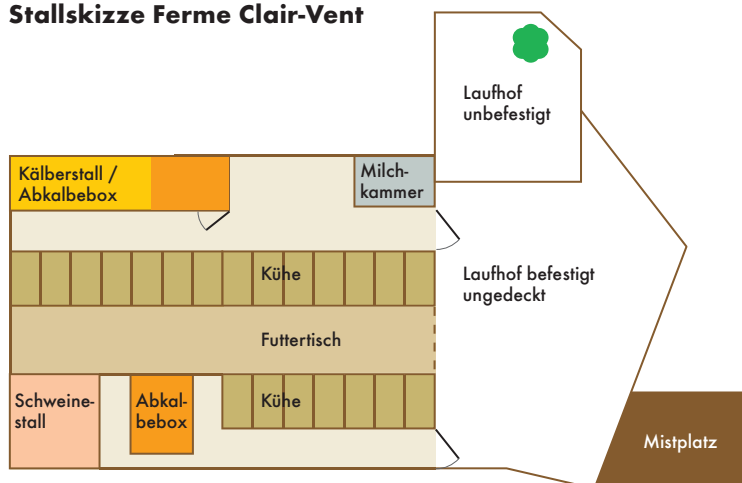 Stallskizze Ferme Clair-Vent
Laufhof
unbefestigt
Kälberstall /
Abkalbebox
Milch-
kammer
Kühe
Laufhof befestigt
ungedeckt
Futtertisch
Schweine-
stall
Abkal-
bebox
Kühe
Mistplatz